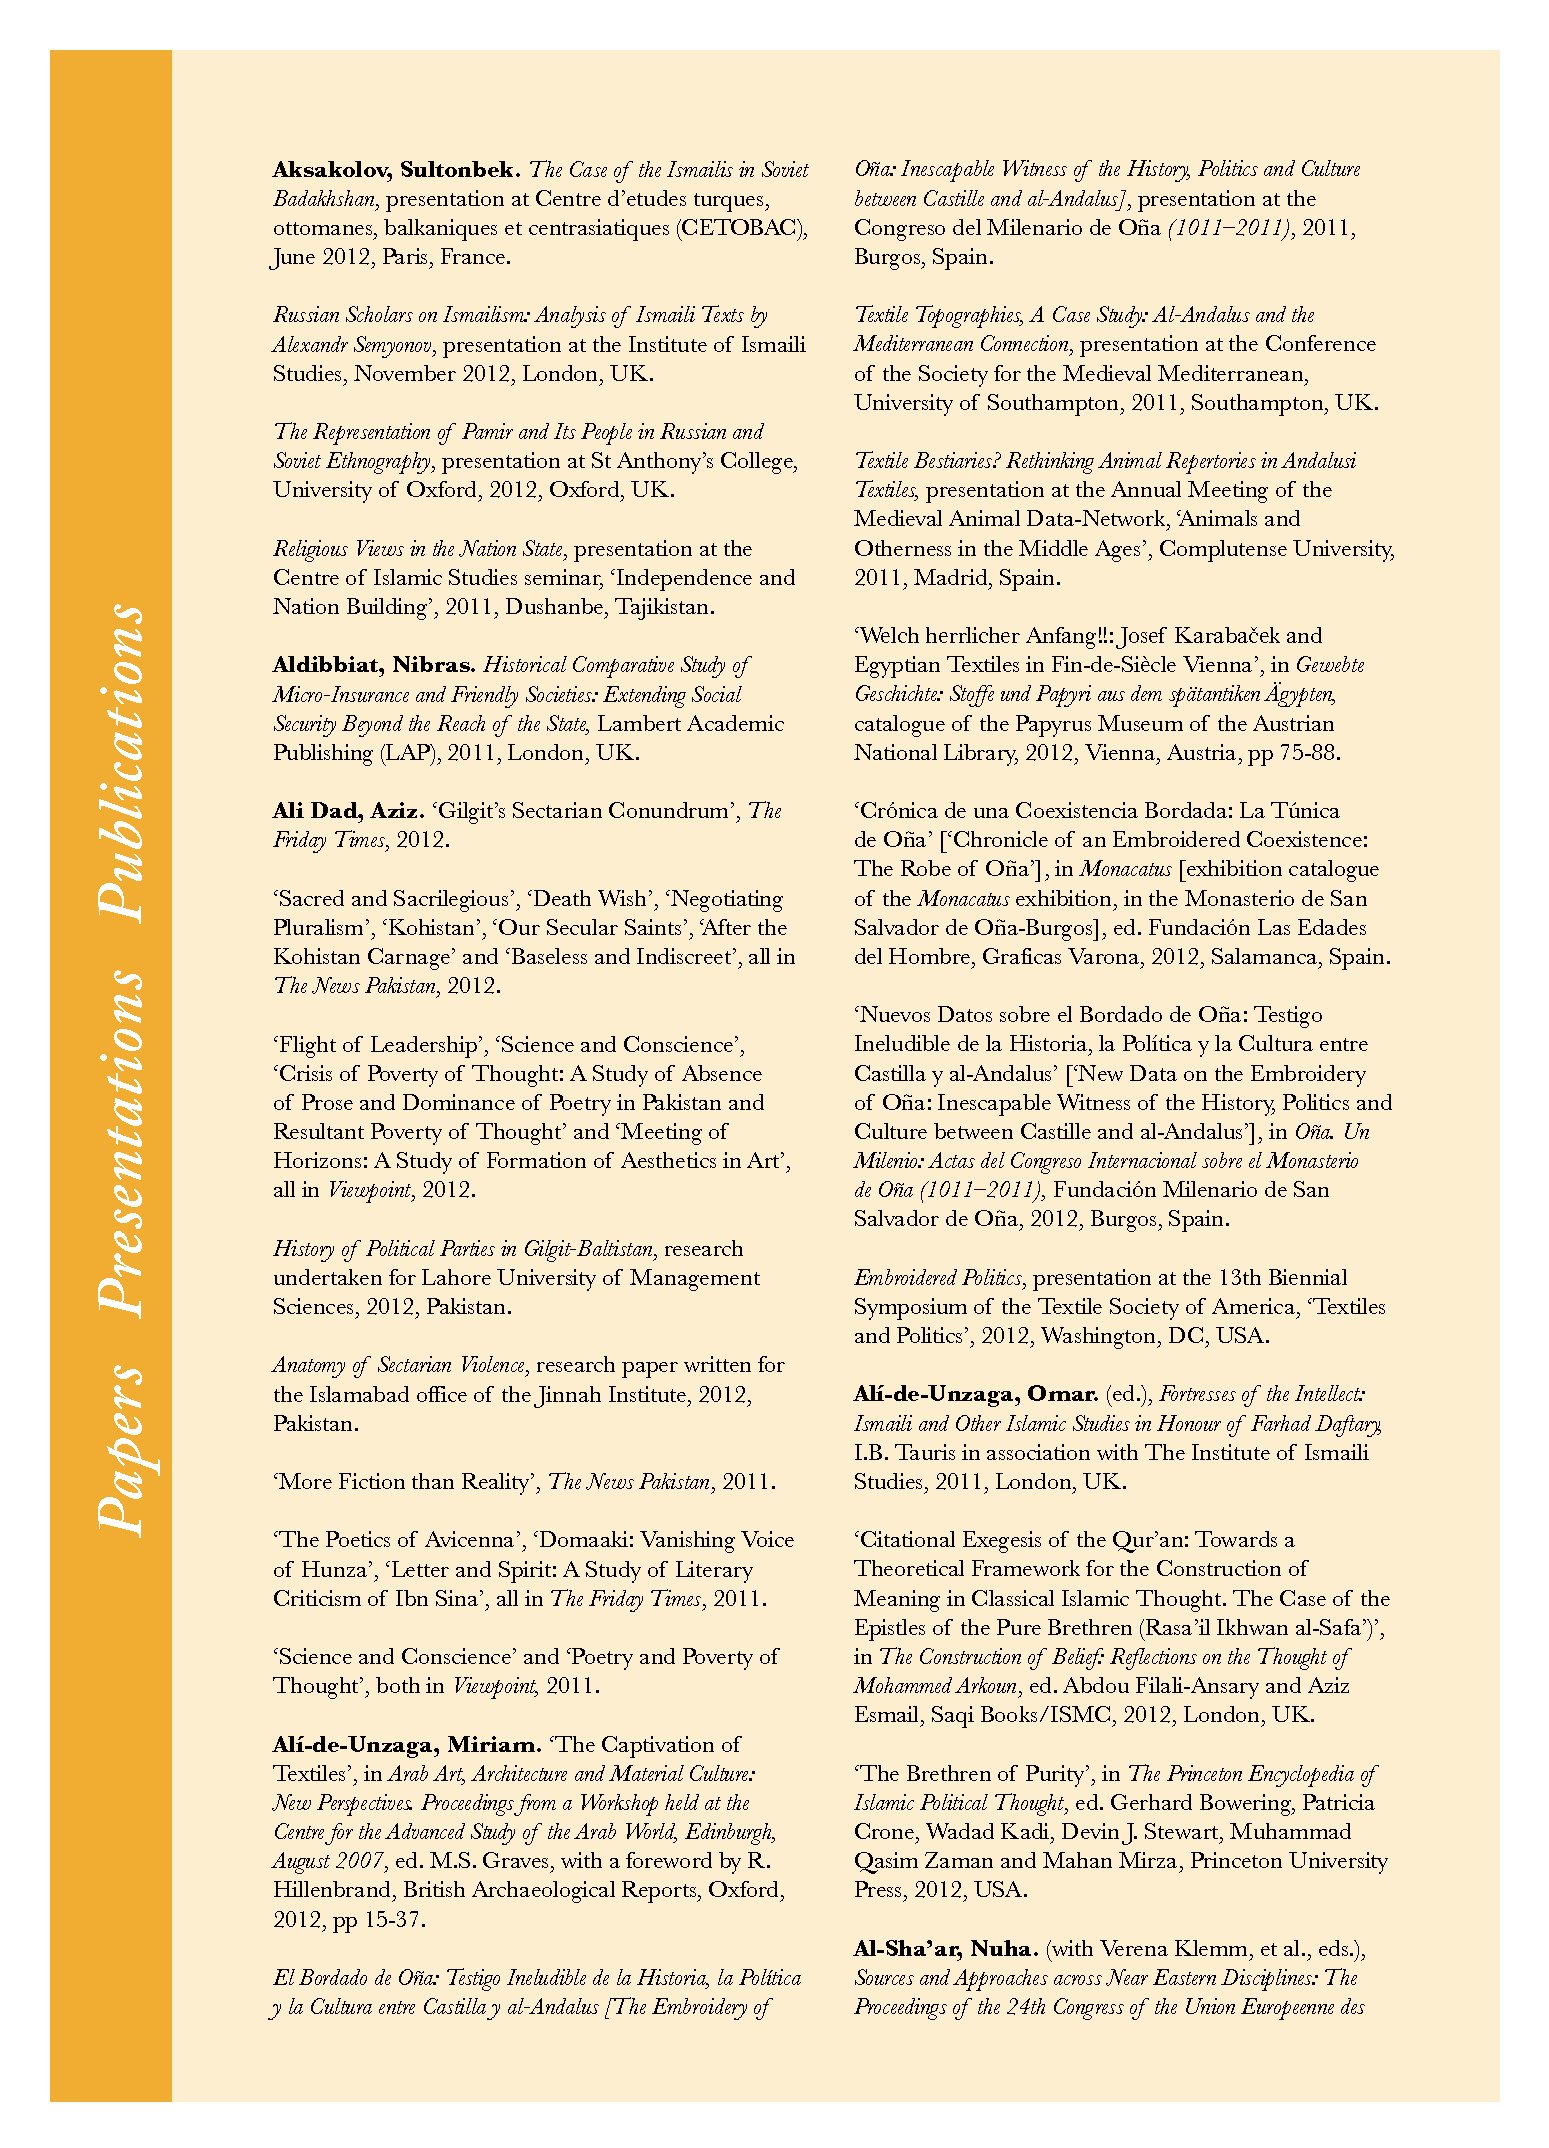 Papers Presentations Publications
Aksakolov, Sultonbek. The Case of the Ismailis in Soviet
Badakhshan, presentation at Centre d’etudes turques,
ottomanes, balkaniques et centrasiatiques (CETOBAC),
June 2012, Paris, France.
Russian Scholars on Ismailism: Analysis of Ismaili Texts by
Alexandr Semyonov, presentation at the Institute of Ismaili
Studies, November 2012, London, UK.
The Representation of Pamir and Its People in Russian and
Soviet Ethnography, presentation at St Anthony’s College,
University of Oxford, 2012, Oxford, UK.
Religious Views in the Nation State, presentation at the
Centre of Islamic Studies seminar, ‘Independence and
Nation Building’, 2011, Dushanbe, Tajikistan.
Aldibbiat, Nibras. Historical Comparative Study of
Micro-Insurance and Friendly Societies: Extending Social
Security Beyond the Reach of the State, Lambert Academic
Publishing (LAP), 2011, London, UK.
Ali Dad, Aziz. ‘Gilgit’s Sectarian Conundrum’, The
Friday Times, 2012.
‘Sacred and Sacrilegious’, ‘Death Wish’, ‘Negotiating
Pluralism’, ‘Kohistan’, ‘Our Secular Saints’, ‘After the
Kohistan Carnage’ and ‘Baseless and Indiscreet’, all in
The News Pakistan, 2012.
‘Flight of Leadership’, ‘Science and Conscience’,
‘Crisis of Poverty of Thought: A Study of Absence
of Prose and Dominance of Poetry in Pakistan and
Resultant Poverty of Thought’ and ‘Meeting of
Horizons: A Study of Formation of Aesthetics in Art’,
all in Viewpoint, 2012.
History of Political Parties in Gilgit-Baltistan, research
undertaken for Lahore University of Management
Sciences, 2012, Pakistan.
Anatomy of Sectarian Violence, research paper written for
the Islamabad office of the Jinnah Institute, 2012,
Pakistan.
‘More Fiction than Reality’, The News Pakistan, 2011.
‘The Poetics of Avicenna’, ‘Domaaki: Vanishing Voice
of Hunza’, ‘Letter and Spirit: A Study of Literary
Criticism of Ibn Sina’, all in The Friday Times, 2011.
‘Science and Conscience’ and ‘Poetry and Poverty of
Thought’, both in Viewpoint, 2011.
Alí-de-Unzaga, Miriam. ‘The Captivation of
Textiles’, in Arab Art, Architecture and Material Culture:
New Perspectives. Proceedings from a Workshop held at the
Centre for the Advanced Study of the Arab World, Edinburgh,
August 2007, ed. M.S. Graves, with a foreword by R.
Hillenbrand, British Archaeological Reports, Oxford,
2012, pp 15-37.
El Bordado de Oña: Testigo Ineludible de la Historia, la Política
y la Cultura entre Castilla y al-Andalus [The Embroidery of
Oña: Inescapable Witness of the History, Politics and Culture
between Castille and al-Andalus], presentation at the
Congreso del Milenario de Oña (1011–2011), 2011,
Burgos, Spain.
Textile Topographies, A Case Study: Al-Andalus and the
Mediterranean Connection, presentation at the Conference
of the Society for the Medieval Mediterranean,
University of Southampton, 2011, Southampton, UK.
Textile Bestiaries? Rethinking Animal Repertories in Andalusi
Textiles, presentation at the Annual Meeting of the
Medieval Animal Data-Network, ‘Animals and
Otherness in the Middle Ages’, Complutense University,
2011, Madrid, Spain.
‘Welch herrlicher Anfang!!: Josef Karabaček and
Egyptian Textiles in Fin-de-Siècle Vienna’, in Gewebte
Geschichte: Stoffe und Papyri aus dem spätantiken Ägypten,
catalogue of the Papyrus Museum of the Austrian
National Library, 2012, Vienna, Austria, pp 75-88.
‘Crónica de una Coexistencia Bordada: La Túnica
de Oña’ [‘Chronicle of an Embroidered Coexistence:
The Robe of Oña’], in Monacatus [exhibition catalogue
of the Monacatus exhibition, in the Monasterio de San
Salvador de Oña-Burgos], ed. Fundación Las Edades
del Hombre, Graficas Varona, 2012, Salamanca, Spain.
‘Nuevos Datos sobre el Bordado de Oña: Testigo
Ineludible de la Historia, la Política y la Cultura entre
Castilla y al-Andalus’ [‘New Data on the Embroidery
of Oña: Inescapable Witness of the History, Politics and
Culture between Castille and al-Andalus’], in Oña. Un
Milenio: Actas del Congreso Internacional sobre el Monasterio
de Oña (1011–2011), Fundación Milenario de San
Salvador de Oña, 2012, Burgos, Spain.
Embroidered Politics, presentation at the 13th Biennial
Symposium of the Textile Society of America, ‘Textiles
and Politics’, 2012, Washington, DC, USA.
Alí-de-Unzaga, Omar. (ed.), Fortresses of the Intellect:
Ismaili and Other Islamic Studies in Honour of Farhad Daftary,
I.B. Tauris in association with The Institute of Ismaili
Studies, 2011, London, UK.
‘Citational Exegesis of the Qur’an: Towards a
Theoretical Framework for the Construction of
Meaning in Classical Islamic Thought. The Case of the
Epistles of the Pure Brethren (Rasa’il Ikhwan al-Safa’)’,
in The Construction of Belief: Reflections on the Thought of
Mohammed Arkoun, ed. Abdou Filali-Ansary and Aziz
Esmail, Saqi Books/ISMC, 2012, London, UK.
‘The Brethren of Purity’, in The Princeton Encyclopedia of
Islamic Political Thought, ed. Gerhard Bowering, Patricia
Crone, Wadad Kadi, Devin J. Stewart, Muhammad
Qasim Zaman and Mahan Mirza, Princeton University
Press, 2012, USA.
Al-Sha’ar, Nuha. (with Verena Klemm, et al., eds.),
Sources and Approaches across Near Eastern Disciplines: The
Proceedings of the 24th Congress of the Union Europeenne des